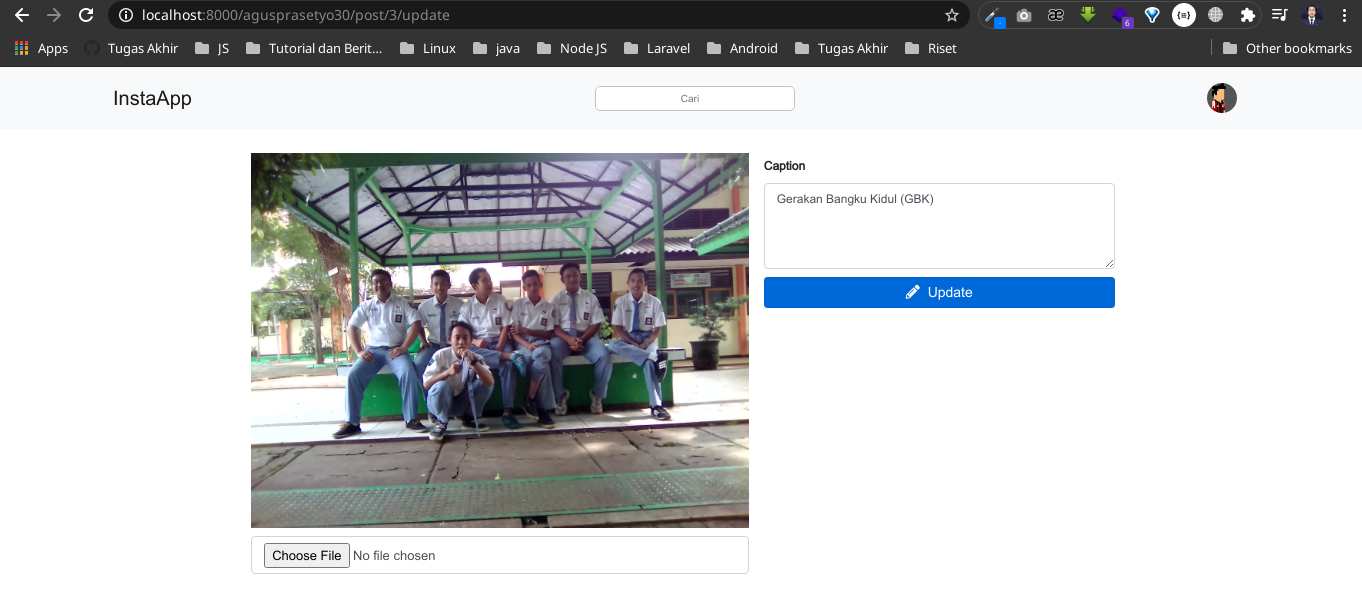 localhost:8000/agusprasetyo30/post/3/update
6
Apps Tugas Akhir JS Tutorial dan Berit... Linux java Node JS Laravel Android Tugas Akhir Riset Other bookmarks
InstaApp Cari
Caption
Gerakan Bangku Kidul (GBK)
Update
Choose File No file chosen